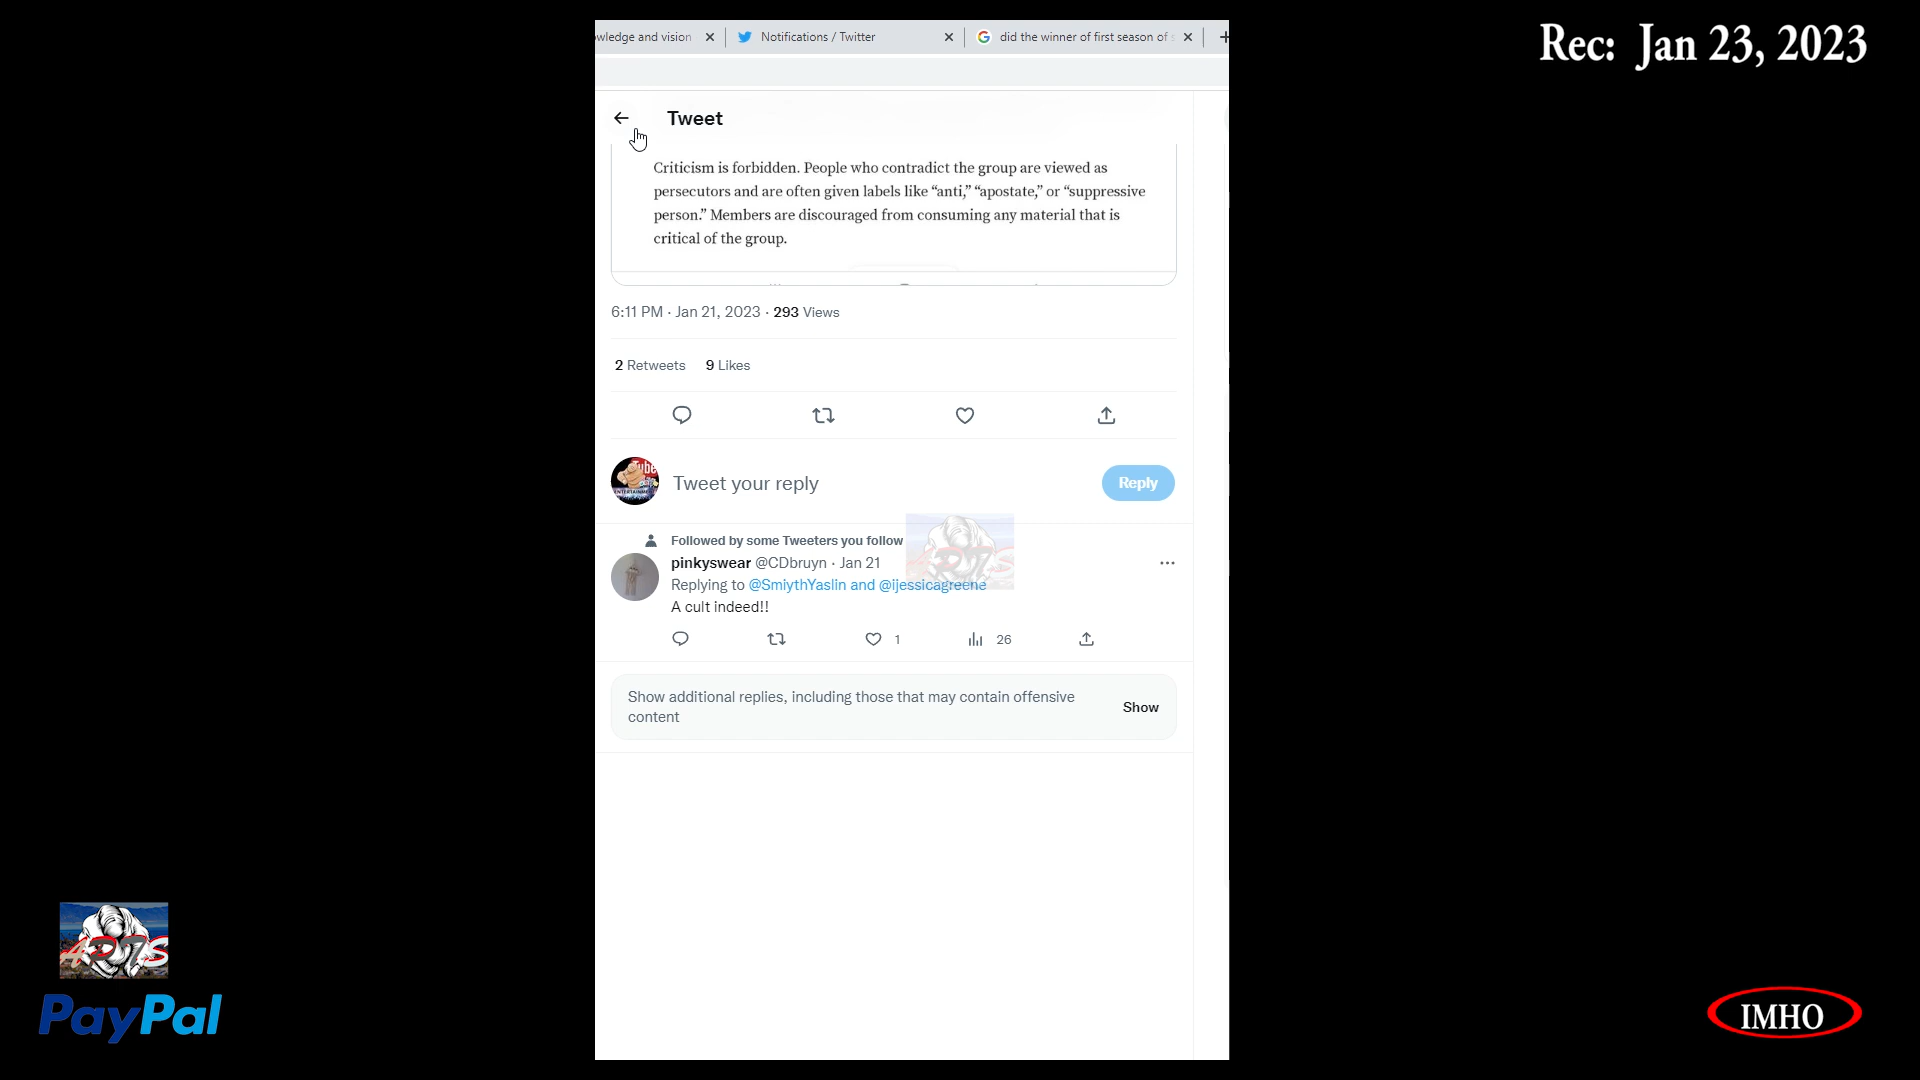 Rec: Jan 23, 2023
owledge and vision
Notifications / Twitter
did the winner of first season of s
Tweet
Criticism is forbidden. People who contradict the group are viewed as
persecutors and are often given labels like “anti,” “apostate,” or “suppressive
person.” Members are discouraged from consuming any material that is
critical of the group.
6:11 PM · Jan 21, 2023 · 293 Views
2 Retweets 9 Likes
Tweet your reply
Reply
Followed by some Tweeters you follow
pinkyswear @CDbruyn · Jan 21
Replying to @SmiythYaslin and @ijessicagreene
A cult indeed!!
1
26
Show additional replies, including those that may contain offensive
content
Show
PayPal
IMHO